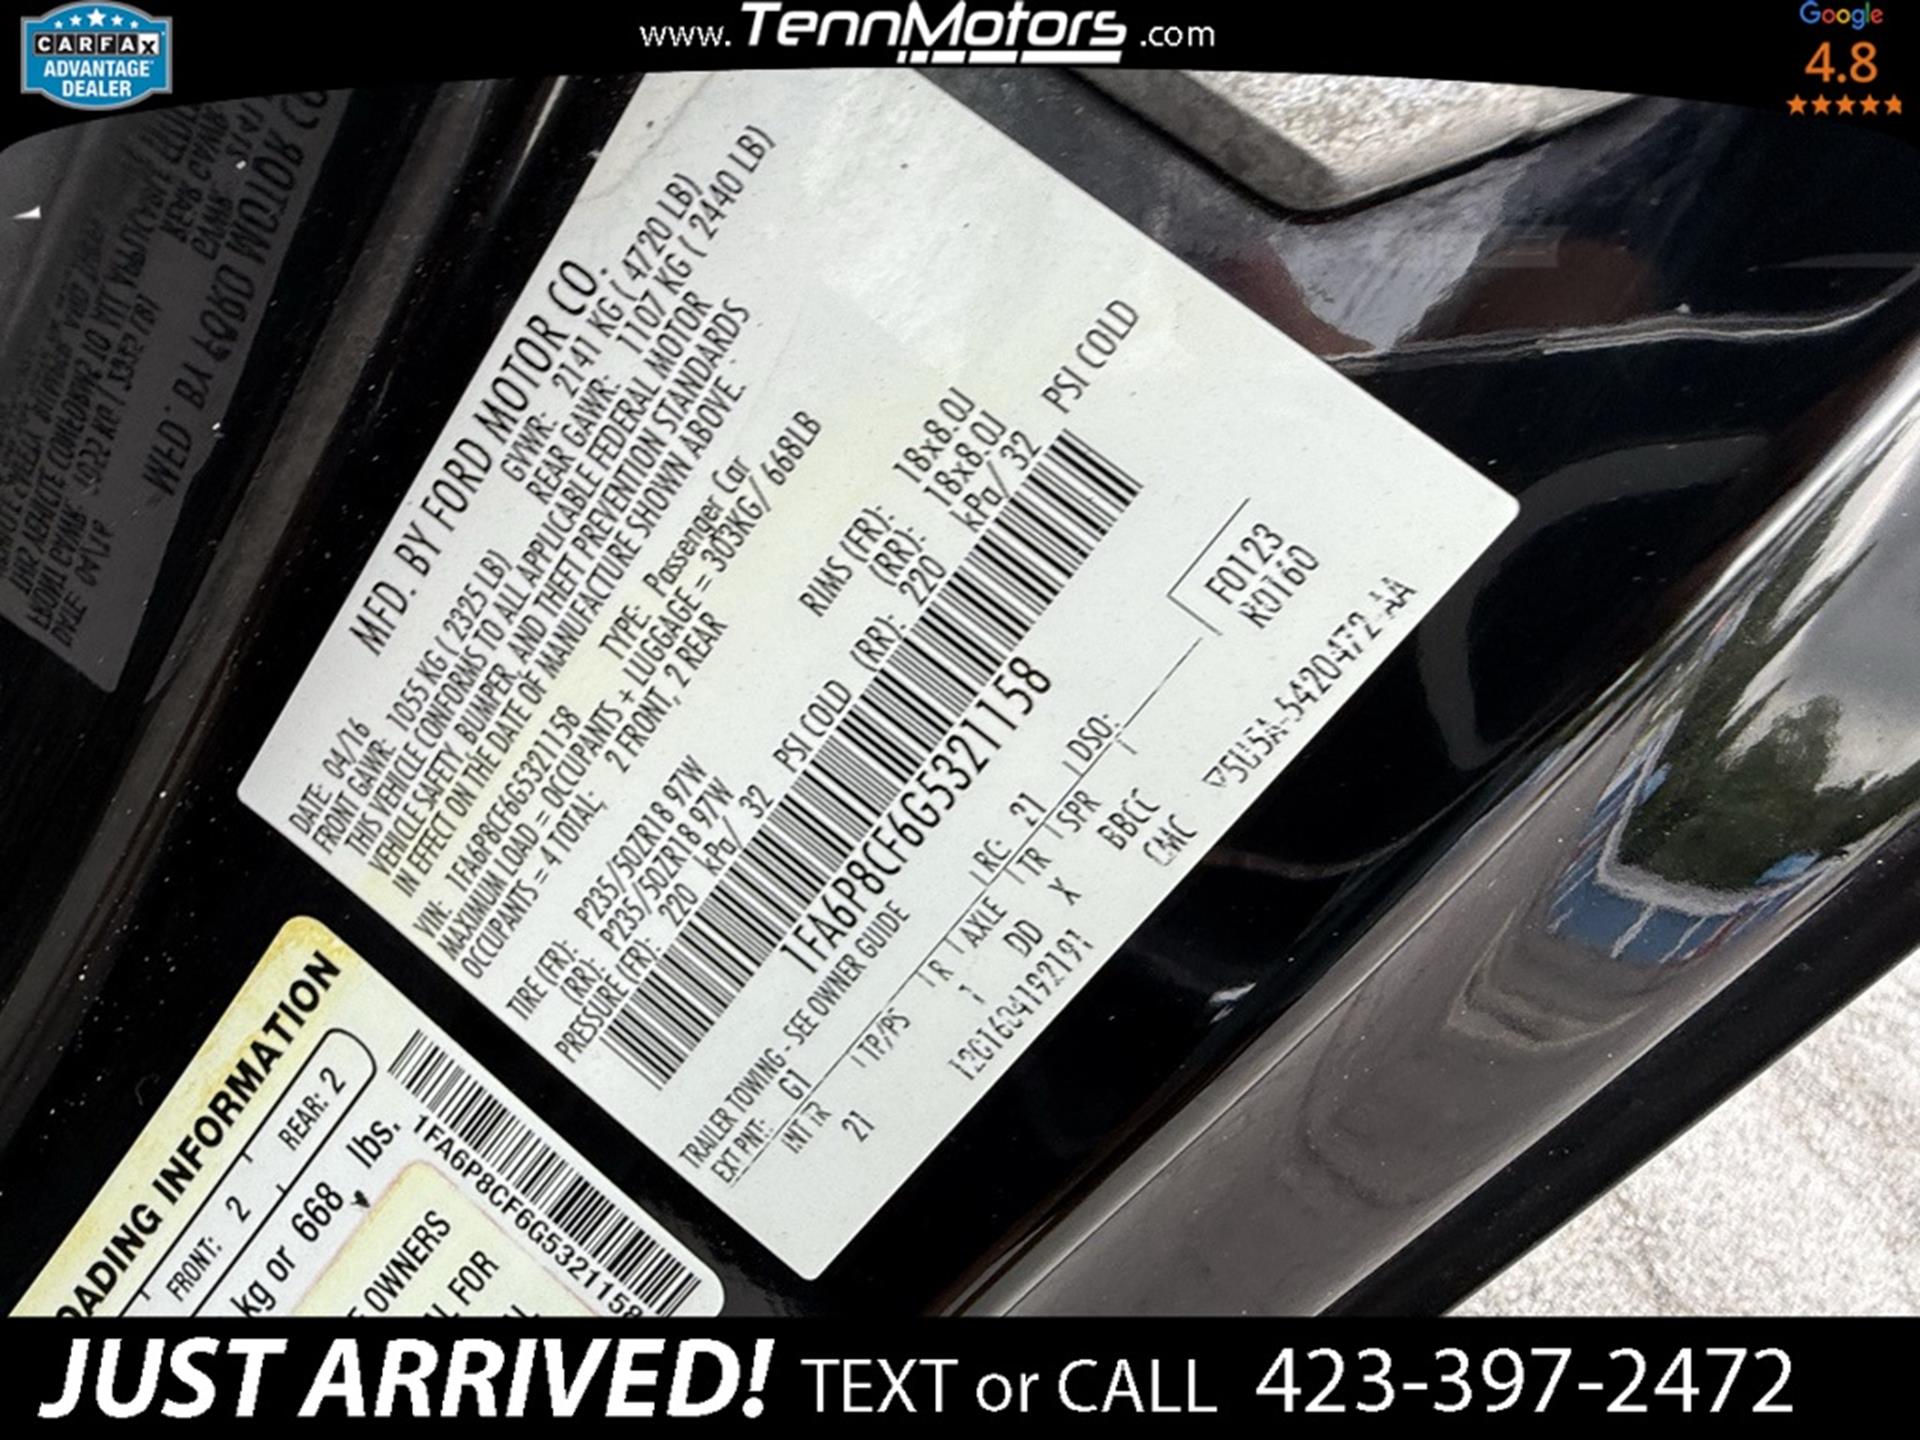 CARFAX
ADVANTAGE
DEALER
www.TennMotors.com
Google
4.8
MFD. BY FORD MOTOR CO.
DATE: 04/16 GVWR: 2141 KG ( 4720 LB)
FRONT GAWR: 1055 KG ( 2325 LB) REAR GAWR: 1107 KG ( 2440 LB)
THIS VEHICLE CONFORMS TO ALL APPLICABLE FEDERAL MOTOR
VEHICLE SAFETY, BUMPER, AND THEFT PREVENTION STANDARDS
IN EFFECT ON THE DATE OF MANUFACTURE SHOWN ABOVE.
VIN: 1FA6P8CF6G5321158 TYPE: Passenger Car
MAXIMUM LOAD = OCCUPANTS + LUGGAGE = 303KG/ 668LB
OCCUPANTS = 4 TOTAL, 2 FRONT, 2 REAR
TIRE (FR): P235/50ZR18 97W RIMS (FR): 18x8.0J
(RR): P235/50ZR18 97W (RR): 18x8.0J
PRESSURE (FR): 220 kPa/ 32 PSI COLD (RR): 220 kPa/ 32 PSI COLD
1FA6P8CF6G5321158
TRAILER TOWING - SEE OWNER GUIDE
EXT PNT: G1 RC: 21 DSO:
INT TR TP/PS R AXLE TR SPR
21 1 DD X BBCC
CMC
F0123
R0160
5420472-AA
LOADING INFORMATION
FRONT: 2 REAR: 2
kg or 668 lbs.
1FA6P8CF6G5321158
OWNERS
FOR
JUST ARRIVED! TEXT or CALL 423-397-2472